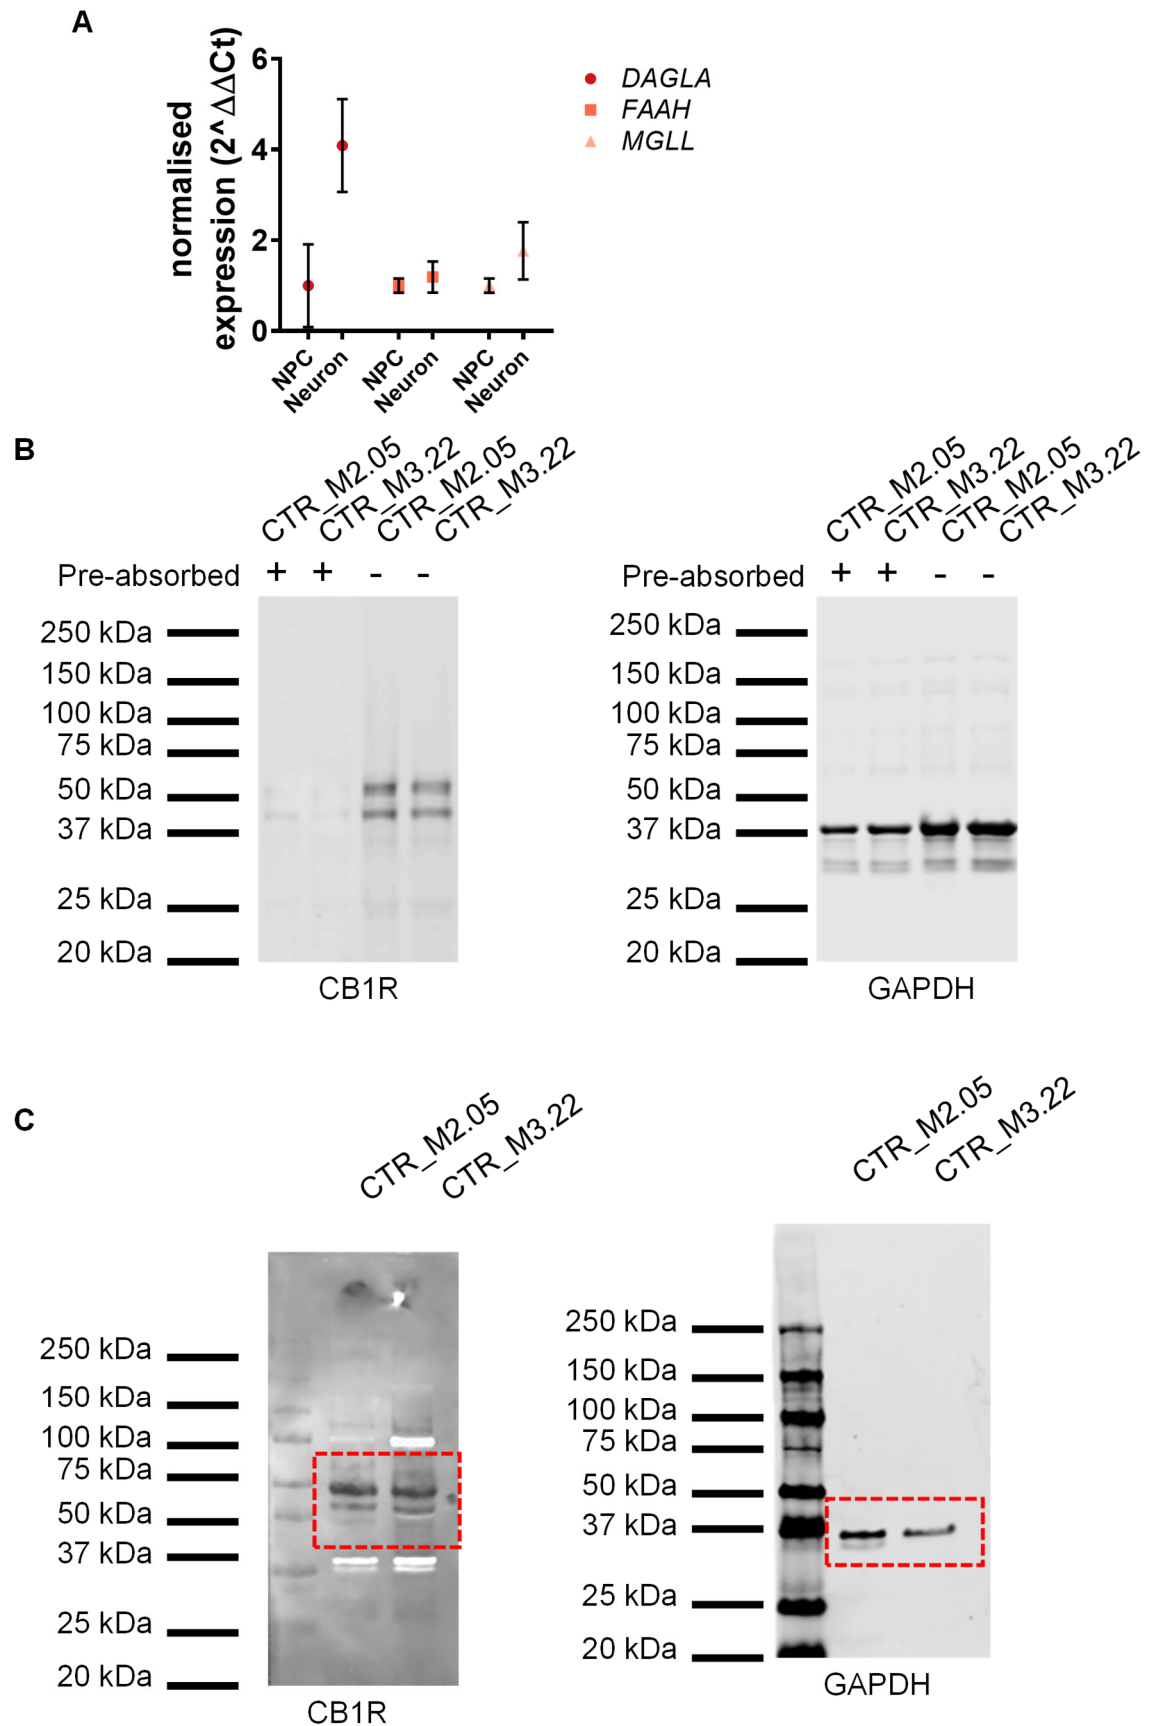 A
normalised
expression (2^ΔΔCt)
6
4
2
0
NPC
Neuron
NPC
Neuron
NPC
Neuron
DAGLA
FAAH
MGLL
B
CTR_M2.05
CTR_M3.22
CTR_M2.05
CTR_M3.22
Pre-absorbed + + - -
250 kDa
150 kDa
100 kDa
75 kDa
50 kDa
37 kDa
25 kDa
20 kDa
CB1R
CTR_M2.05
CTR_M3.22
CTR_M2.05
CTR_M3.22
Pre-absorbed + + - -
250 kDa
150 kDa
100 kDa
75 kDa
50 kDa
37 kDa
25 kDa
20 kDa
GAPDH
C
CTR_M2.05
CTR_M3.22
250 kDa
150 kDa
100 kDa
75 kDa
50 kDa
37 kDa
25 kDa
20 kDa
CB1R
CTR_M2.05
CTR_M3.22
250 kDa
150 kDa
100 kDa
75 kDa
50 kDa
37 kDa
25 kDa
20 kDa
GAPDH